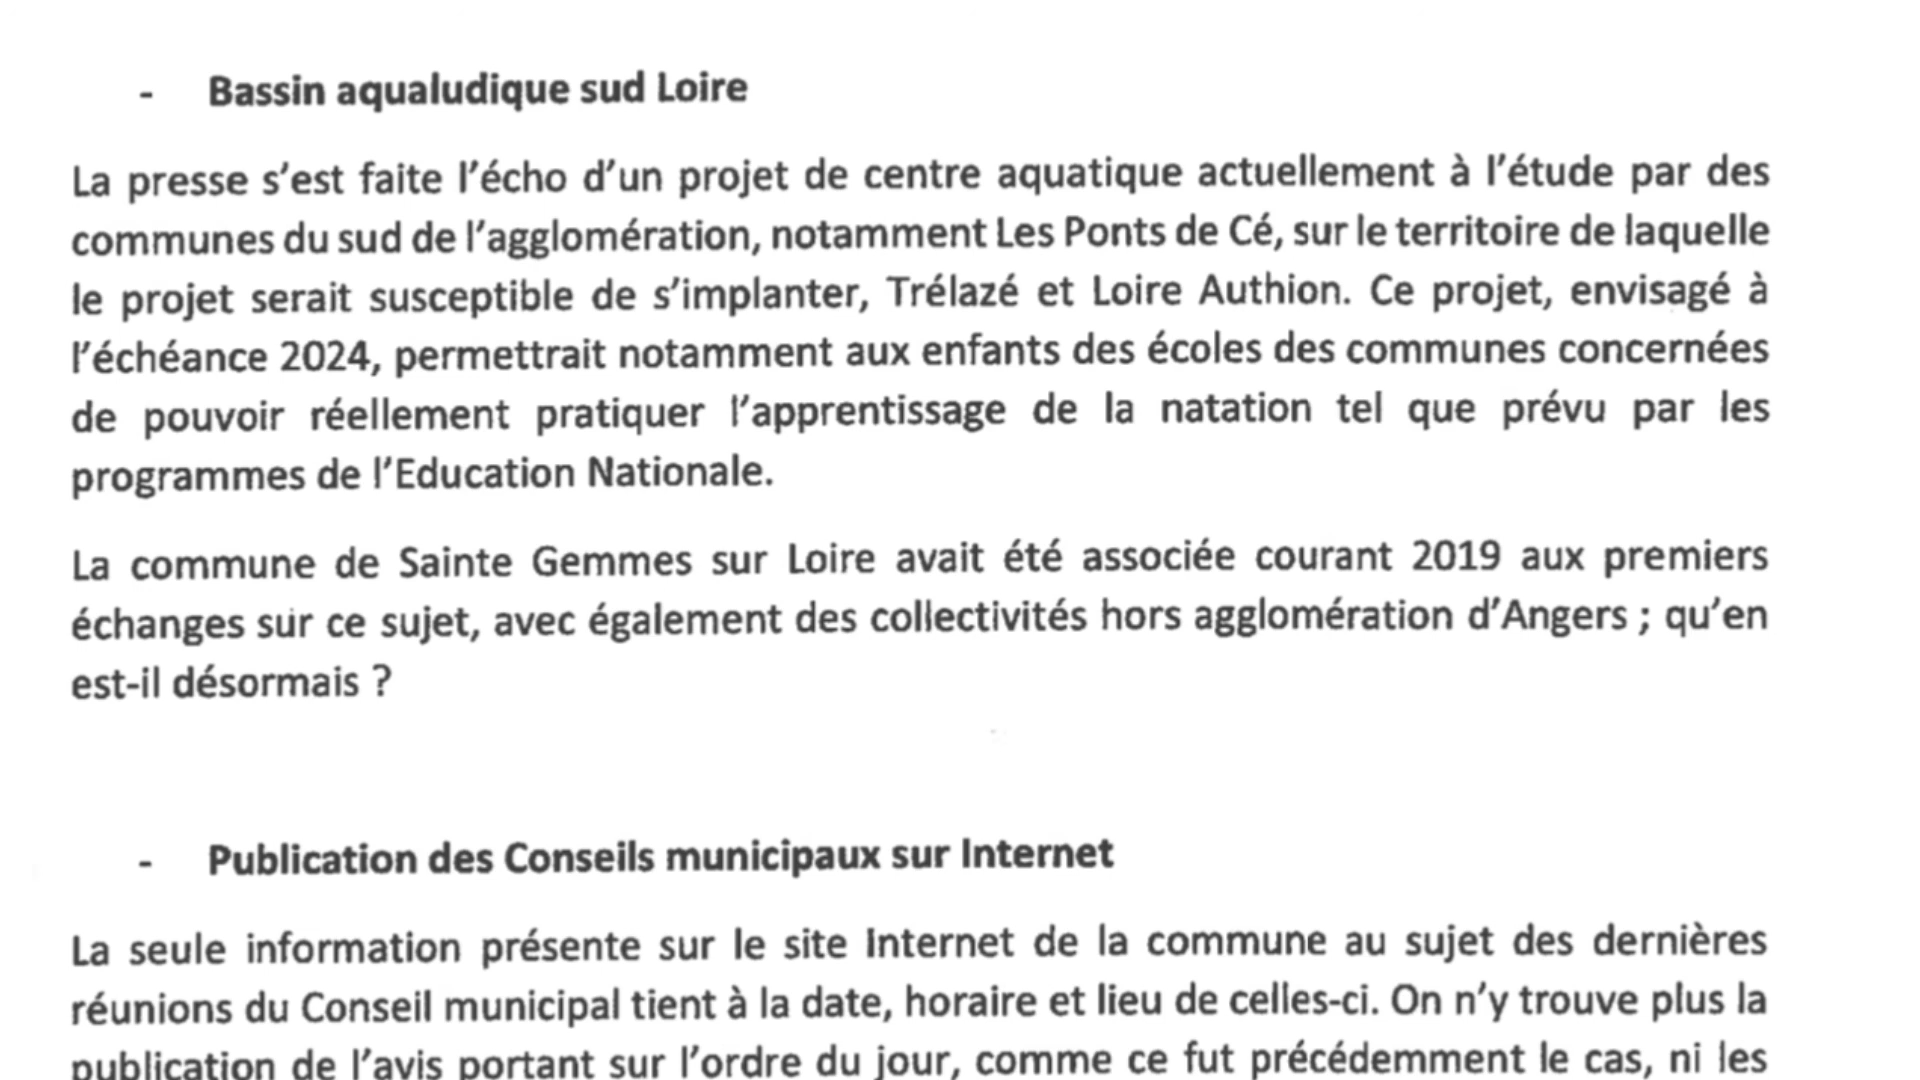 - Bassin aqualudique sud Loire
La presse s'est faite l'écho d'un projet de centre aquatique actuellement à l'étude par des
communes du sud de l'agglomération, notamment Les Ponts de Cé, sur le territoire de laquelle
le projet serait susceptible de s'implanter, Trélazé et Loire Authion. Ce projet, envisagé à
l'échéance 2024, permettrait notamment aux enfants des écoles des communes concernées
de pouvoir réellement pratiquer l'apprentissage de la natation tel que prévu par les
programmes de l'Education Nationale.
La commune de Sainte Gemmes sur Loire avait été associée courant 2019 aux premiers
échanges sur ce sujet, avec également des collectivités hors agglomération d'Angers ; qu'en
est-il désormais ?
- Publication des Conseils municipaux sur Internet
La seule information présente sur le site Internet de la commune au sujet des dernières
réunions du Conseil municipal tient à la date, horaire et lieu de celles-ci. On n'y trouve plus la
publication de l'avis portant sur l'ordre du jour, comme ce fut précédemment le cas, ni les